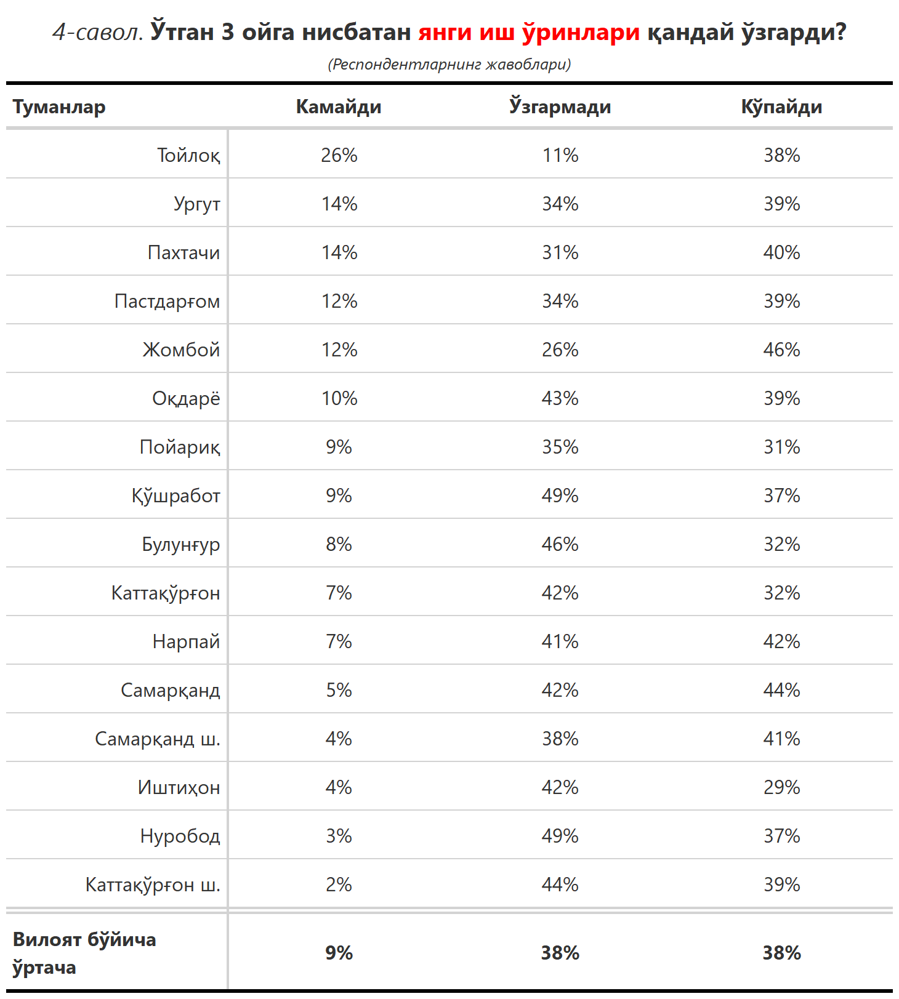 4-савол. Ўтган 3 ойга нисбатан янги иш ўринлари қандай ўзгарди?
(Респондентларнинг жавоблари)
Туманлар Камайди Ўзгармади Кўпайди
Тойлоқ 26% 11% 38%
Ургут 14% 34% 39%
Пахтачи 14% 31% 40%
Пастдарғом 12% 34% 39%
Жомбой 12% 26% 46%
Оқдарё 10% 43% 39%
Пойариқ 9% 35% 31%
Қўшработ 9% 49% 37%
Булунғур 8% 46% 32%
Каттақўрғон 7% 42% 32%
Нарпай 7% 41% 42%
Самарқанд 5% 42% 44%
Самарқанд ш. 4% 38% 41%
Иштиҳон 4% 42% 29%
Нуробод 3% 49% 37%
Каттақўрғон ш. 2% 44% 39%
Вилоят бўйича
ўртача 9% 38% 38%